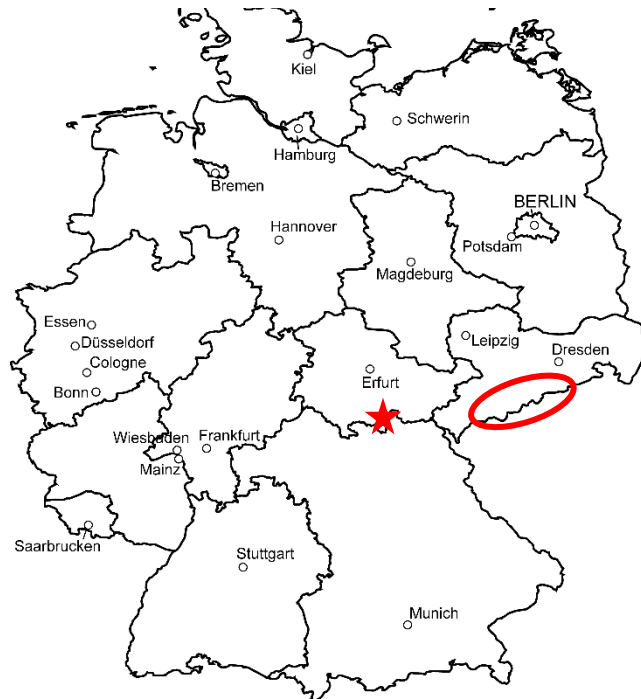 Kiel
Schwerin
Hamburg
Bremen
BERLIN
Hannover
Potsdam
Magdeburg
Essen
Düsseldorf
Leipzig
Dresden
Cologne
Erfurt
Bonn
Wiesbaden
Frankfurt
Mainz
Saarbrucken
Stuttgart
Munich